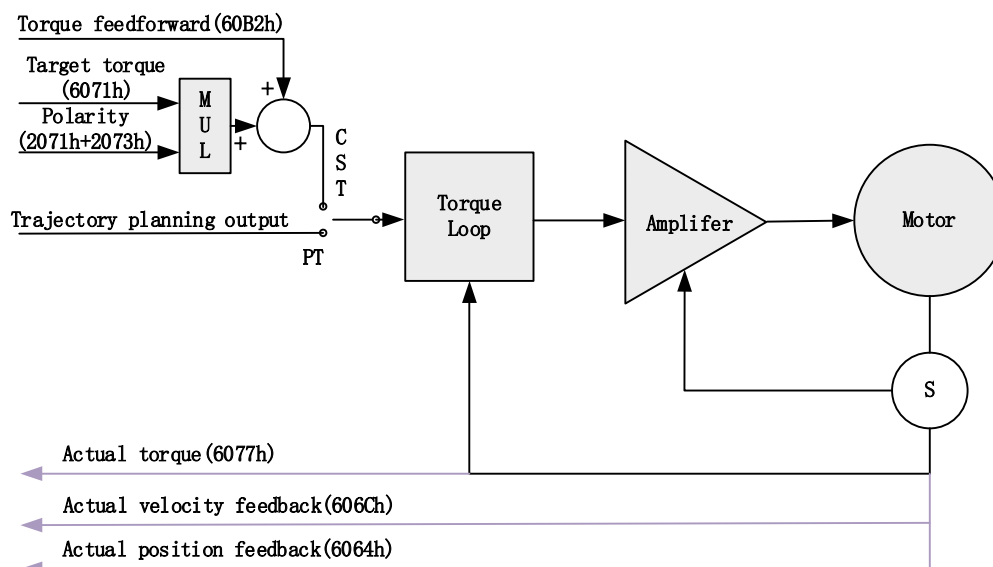 Torque feedforward(60B2h)
Target torque
(6071h)
Polarity
(2071h+2073h)
M
U
L
+
+
C
S
T
Trajectory planning output
PT
Torque
Loop
Amplifer
Motor
S
Actual torque(6077h)
Actual velocity feedback(606Ch)
Actual position feedback(6064h)